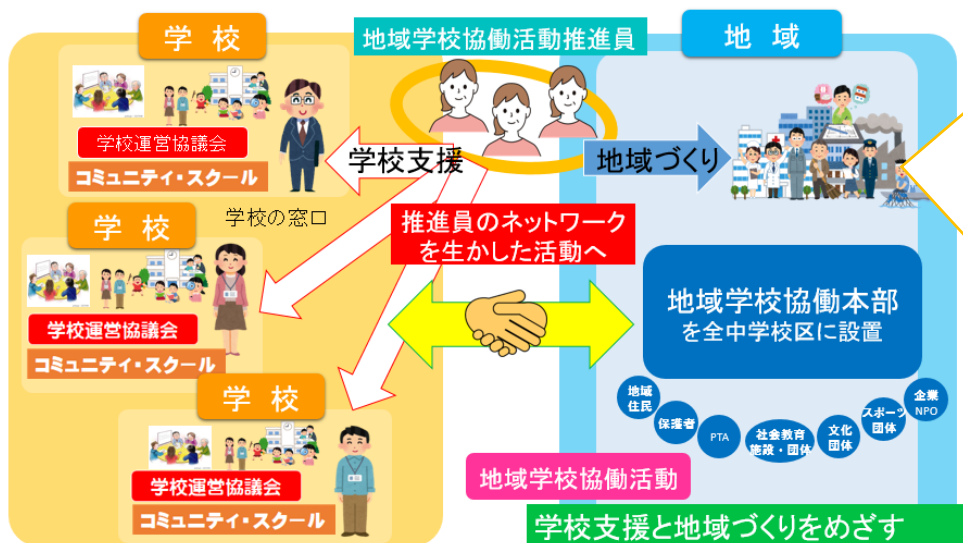 学校
地域学校協働活動推進員
地域
学校運営協議会
コミュニティ・スクール
学校支援
地域づくり
学校の窓口
学校
推進員のネットワーク
を生かした活動へ
学校運営協議会
コミュニティ・スクール
地域学校協働本部
を全中学校区に設置
学校
地域
住民
保護者
PTA
社会教育
施設・団体
文化
団体
スポーツ
団体
企業
NPO
学校運営協議会
コミュニティ・スクール
地域学校協働活動
学校支援と地域づくりをめざす